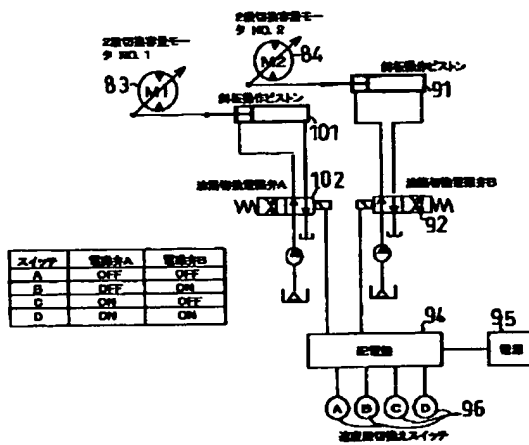 2段切換容量モー
タ NO. 2
84
M2
2段切換容量モー
タ NO. 1
83
M1
斜板操作ピストン
91
斜板操作ピストン
101
油路切換電磁弁A
102
油路切換電磁弁B
92
スイッチ 電磁弁A 電磁弁B
A OFF OFF
B OFF ON
C ON OFF
D ON ON
94
配電盤
95
電源
A B C D
96
速度段切換えスイッチ